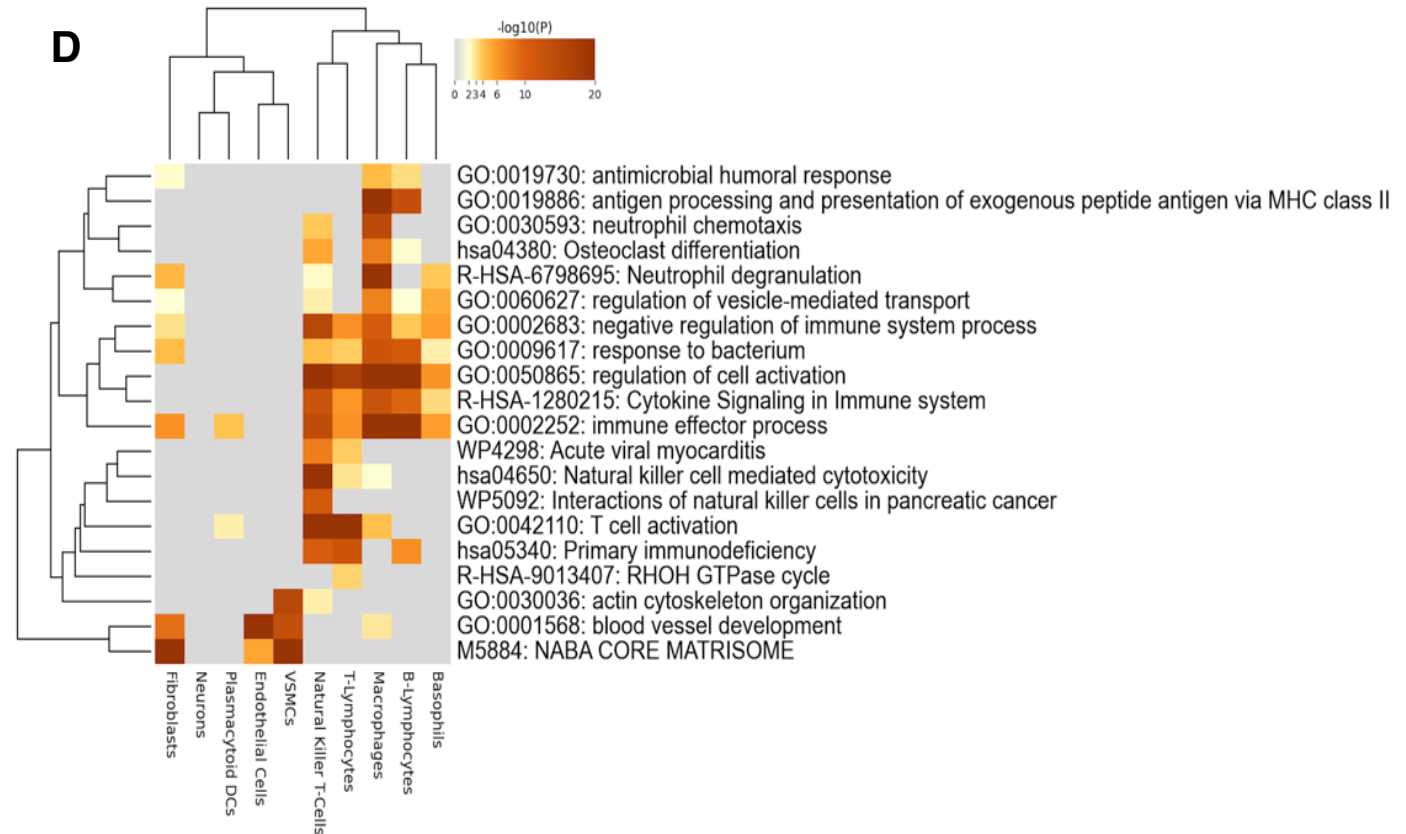 D
-log10(P)
0 2 3 4 6 10 20
GO:0019730: antimicrobial humoral response
GO:0019886: antigen processing and presentation of exogenous peptide antigen via MHC class II
GO:0030593: neutrophil chemotaxis
hsa04380: Osteoclast differentiation
R-HSA-6798695: Neutrophil degranulation
GO:0060627: regulation of vesicle-mediated transport
GO:0002683: negative regulation of immune system process
GO:0009617: response to bacterium
GO:0050865: regulation of cell activation
R-HSA-1280215: Cytokine Signaling in Immune system
GO:0002252: immune effector process
WP4298: Acute viral myocarditis
hsa04650: Natural killer cell mediated cytotoxicity
WP5092: Interactions of natural killer cells in pancreatic cancer
GO:0042110: T cell activation
hsa05340: Primary immunodeficiency
R-HSA-9013407: RHOH GTPase cycle
GO:0030036: actin cytoskeleton organization
GO:0001568: blood vessel development
M5884: NABA CORE MATRISOME
Fibroblasts
Neurons
Plasmacytoid DCs
Endothelial Cells
VSMCs
Natural Killer T-Cells
T-Lymphocytes
Macrophages
B-Lymphocytes
Basophils